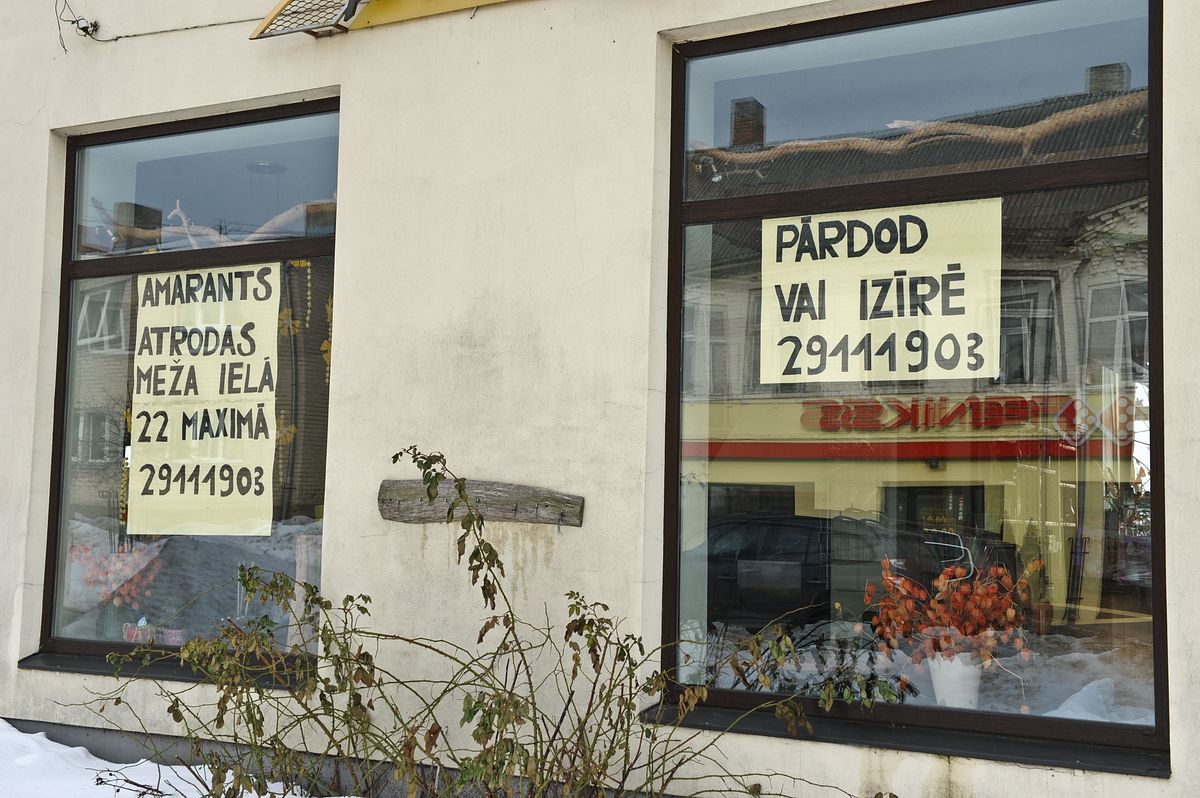 AMARANTS
ATRODAS
MEŽA IELĀ
22 MAXIMĀ
29111903
PĀRDOD
VAI IZĪRĒ
29111903